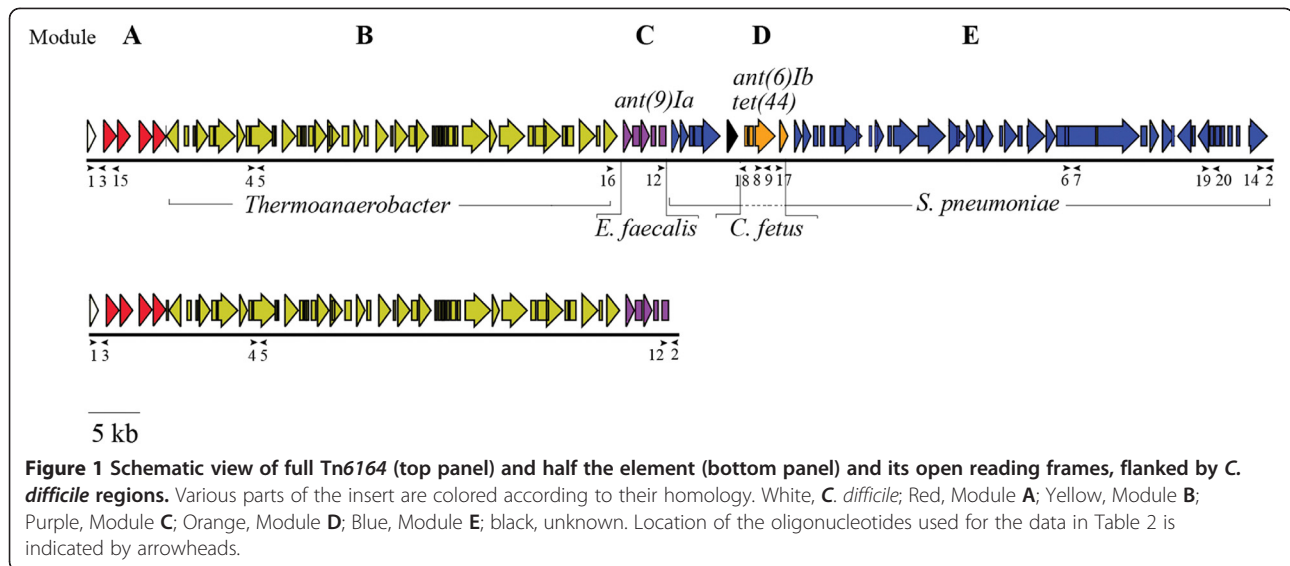 Module A B C D E
ant(6)Ib
ant(9)Ia tet(44)
1 3 15 4 5 16 12 18 8 9 17 6 7 19 20 14 2
Thermoanaerobacter S. pneumoniae
E. faecalis C. fetus
1 3 4 5 12 2
5 kb
Figure 1 Schematic view of full Tn6164 (top panel) and half the element (bottom panel) and its open reading frames, flanked by C.
difficile regions. Various parts of the insert are colored according to their homology. White, C. difficile; Red, Module A; Yellow, Module B;
Purple, Module C; Orange, Module D; Blue, Module E; black, unknown. Location of the oligonucleotides used for the data in Table 2 is
indicated by arrowheads.